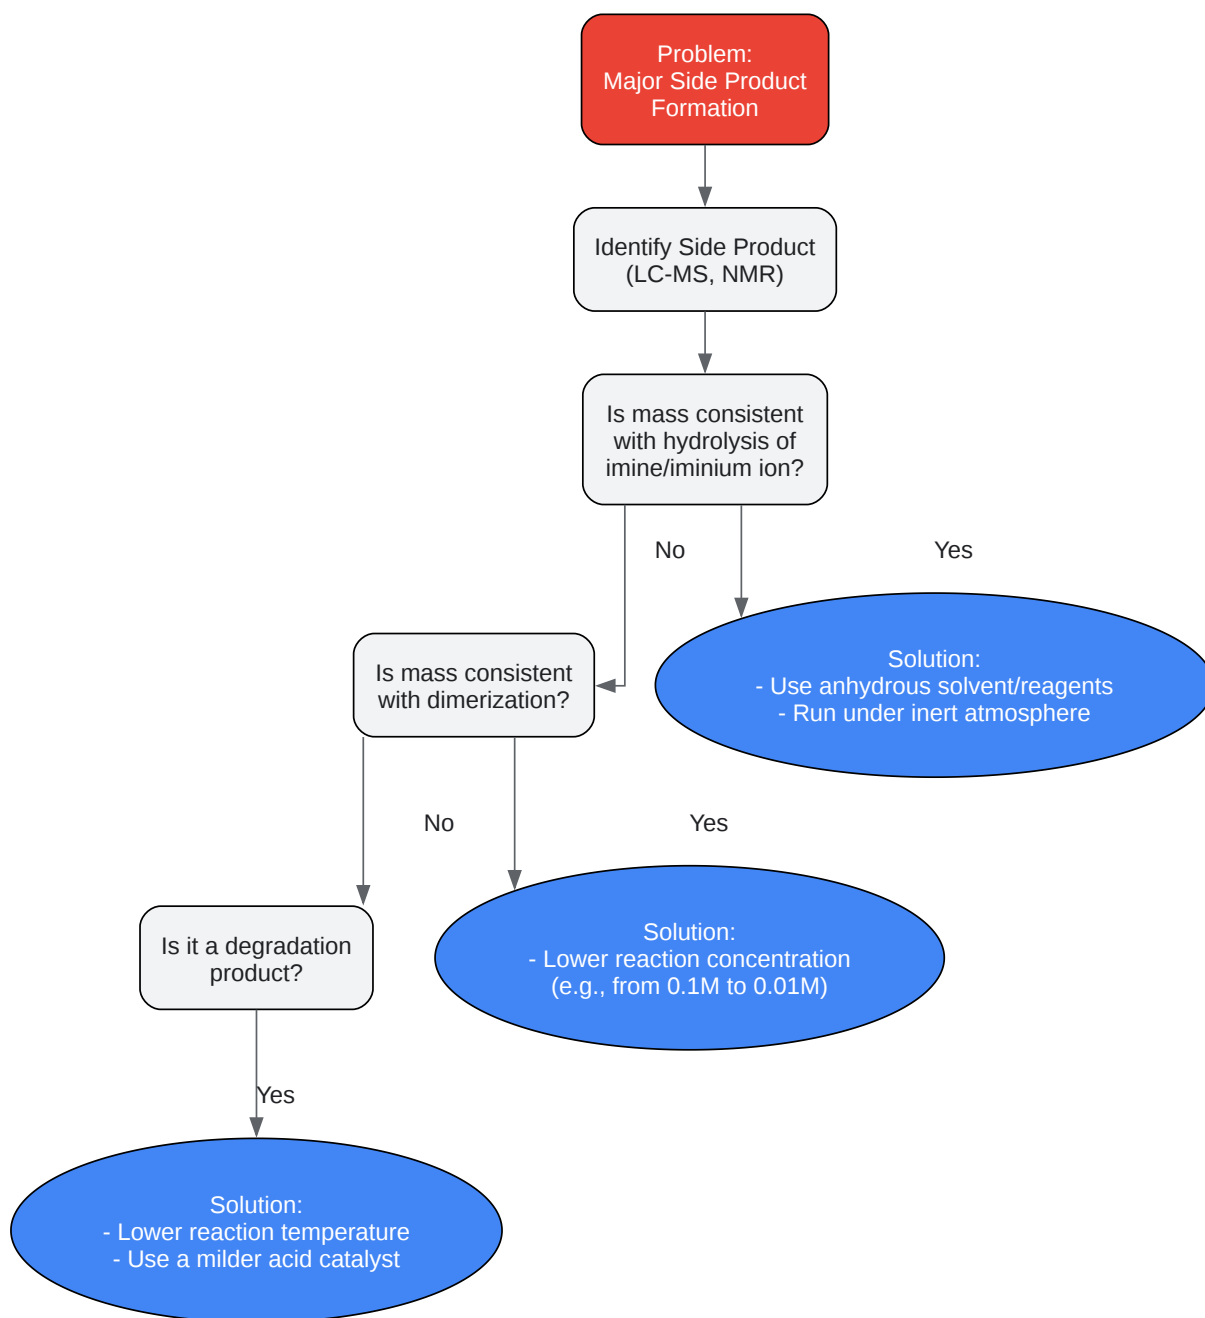 Problem:
Major Side Product
Formation
Identify Side Product
(LC-MS, NMR)
Is mass consistent
with hydrolysis of
imine/iminium ion?
No
Yes
Solution:
- Use anhydrous solvent/reagents
- Run under inert atmosphere
Is mass consistent
with dimerization?
No
Yes
Solution:
- Lower reaction concentration
(e.g., from 0.1M to 0.01M)
Is it a degradation
product?
Yes
Solution:
- Lower reaction temperature
- Use a milder acid catalyst